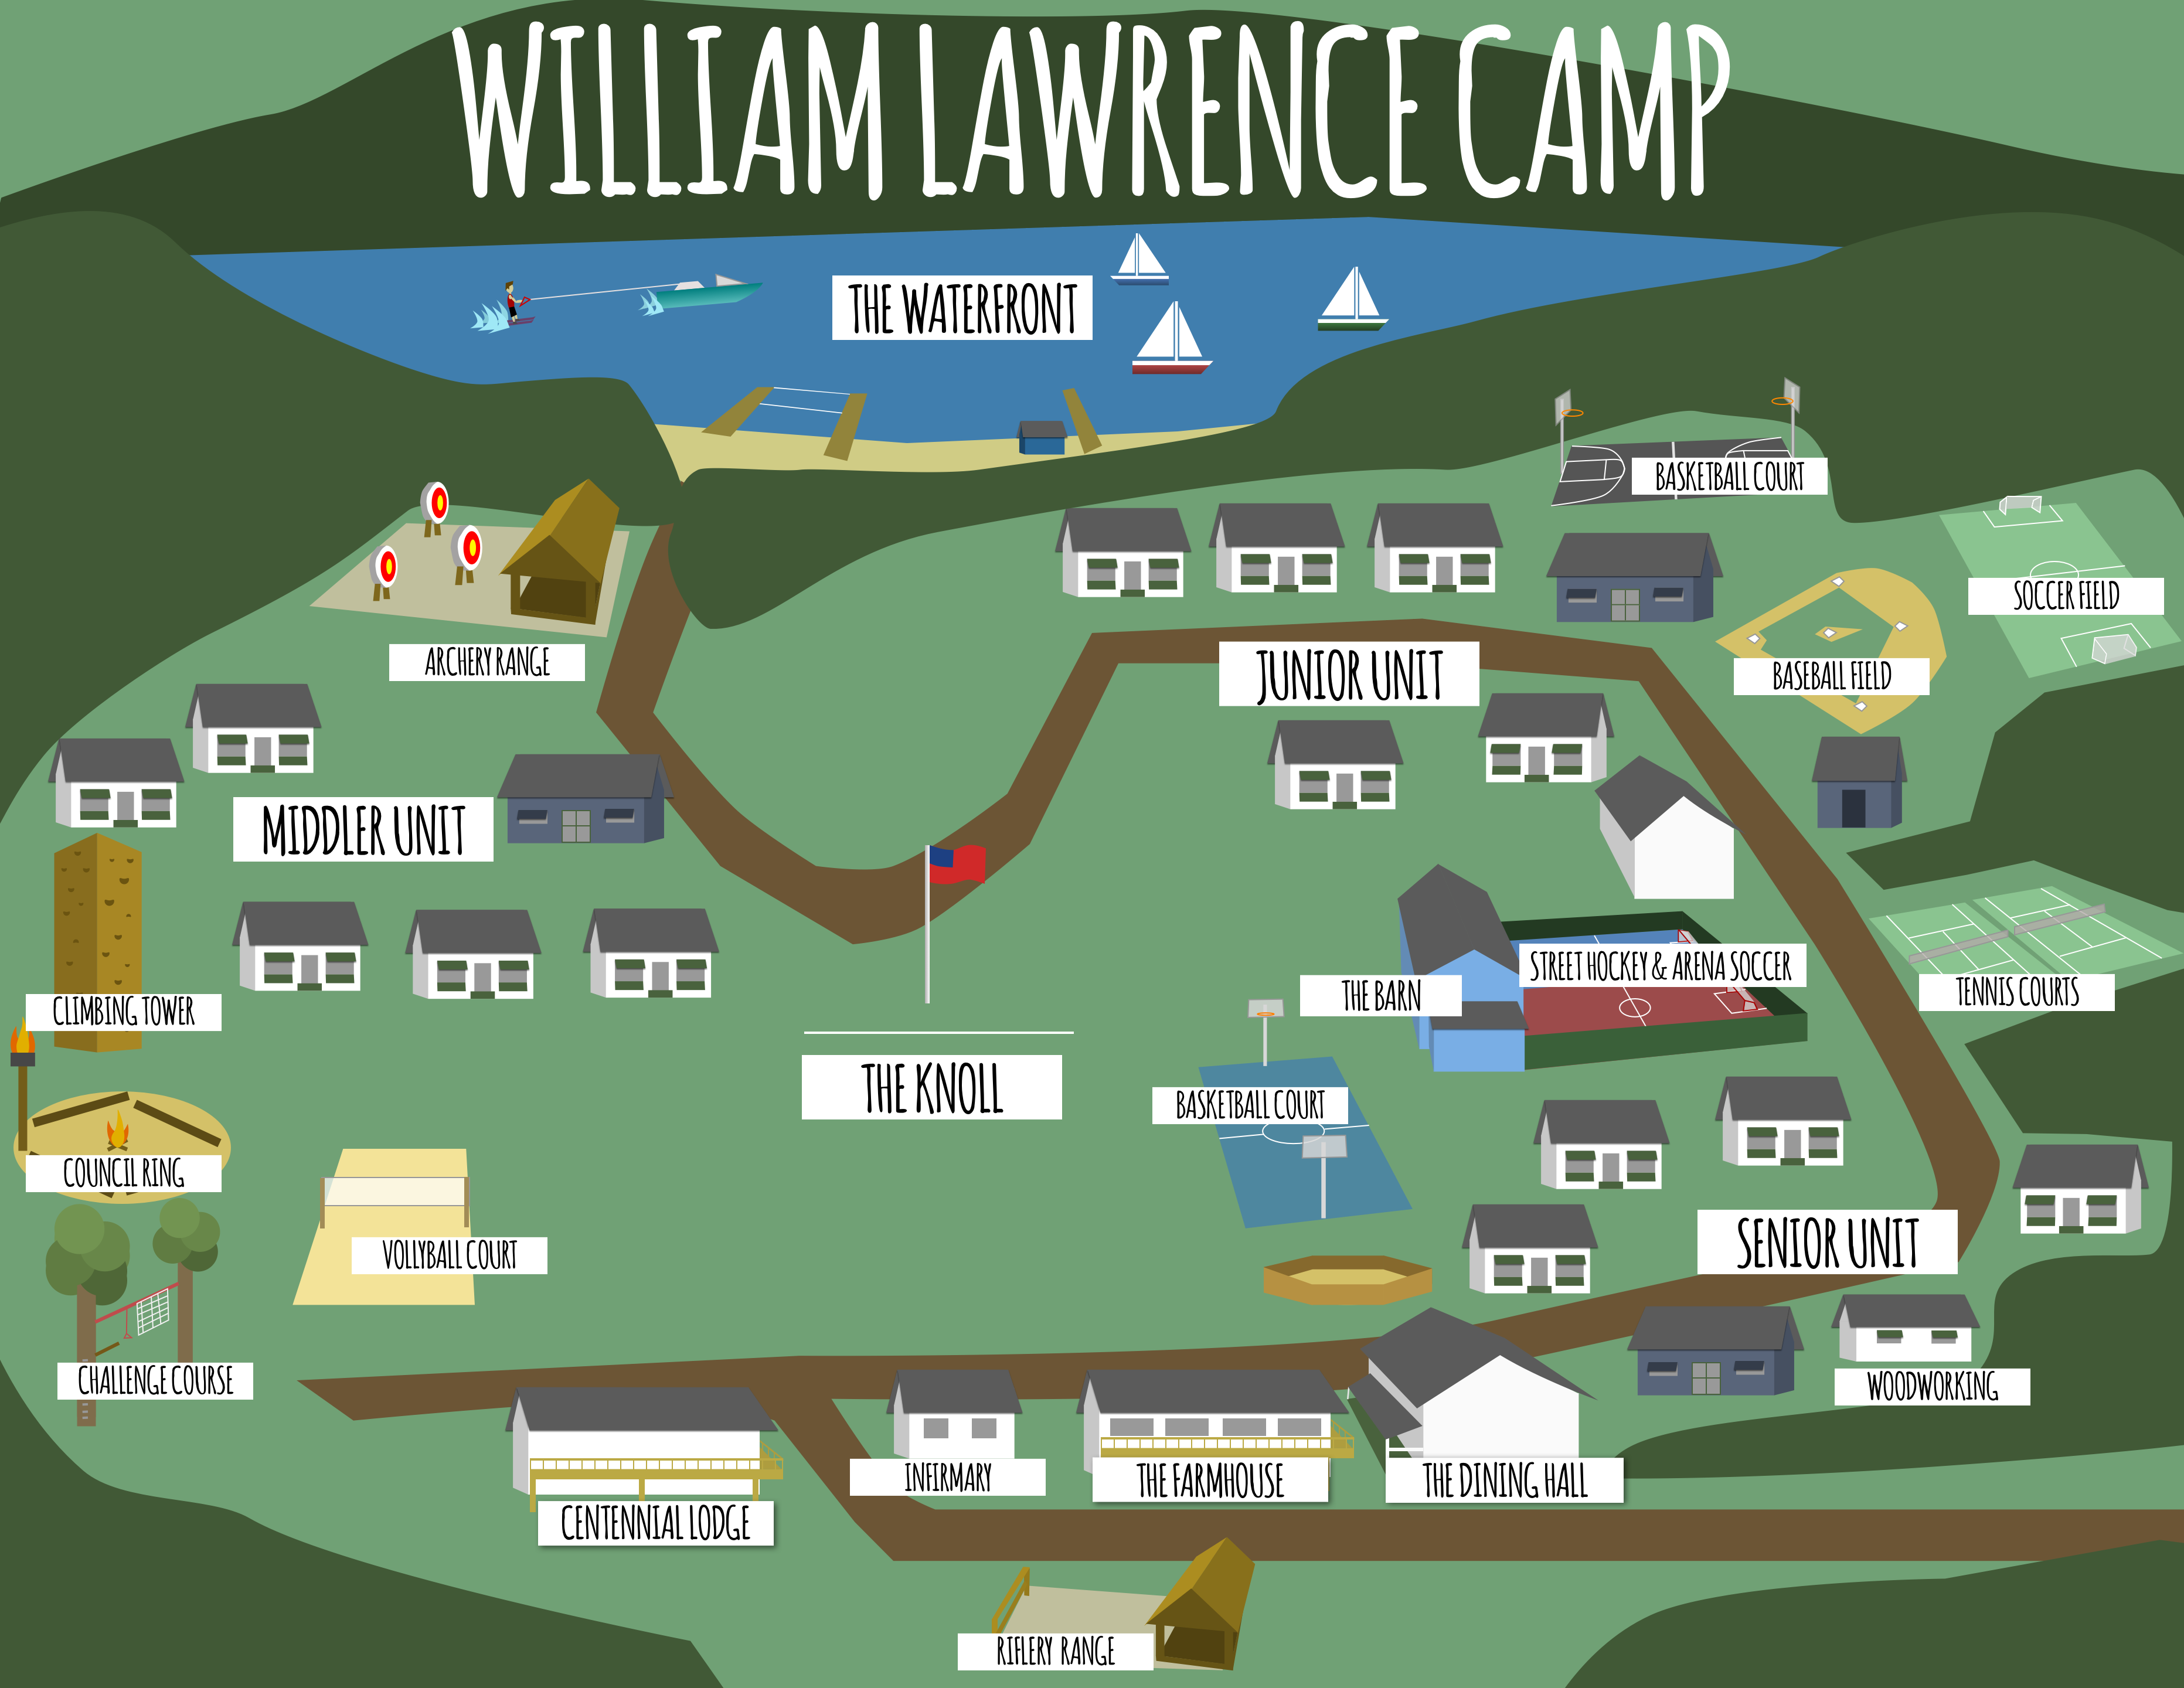 WILLIAM LAWRENCE CAMP
THE WATERFRONT
BASKETBALL COURT
SOCCER FIELD
ARCHERY RANGE
JUNIOR UNIT
BASEBALL FIELD
MIDDLER UNIT
STREET HOCKEY & ARENA SOCCER
THE BARN
TENNIS COURTS
CLIMBING TOWER
THE KNOLL
BASKETBALL COURT
COUNCIL RING
VOLLYBALL COURT
SENIOR UNIT
CHALLENGE COURSE
WOODWORKING
INFIRMARY
THE FARMHOUSE
THE DINING HALL
CENTENNIAL LODGE
RIFLERY RANGE